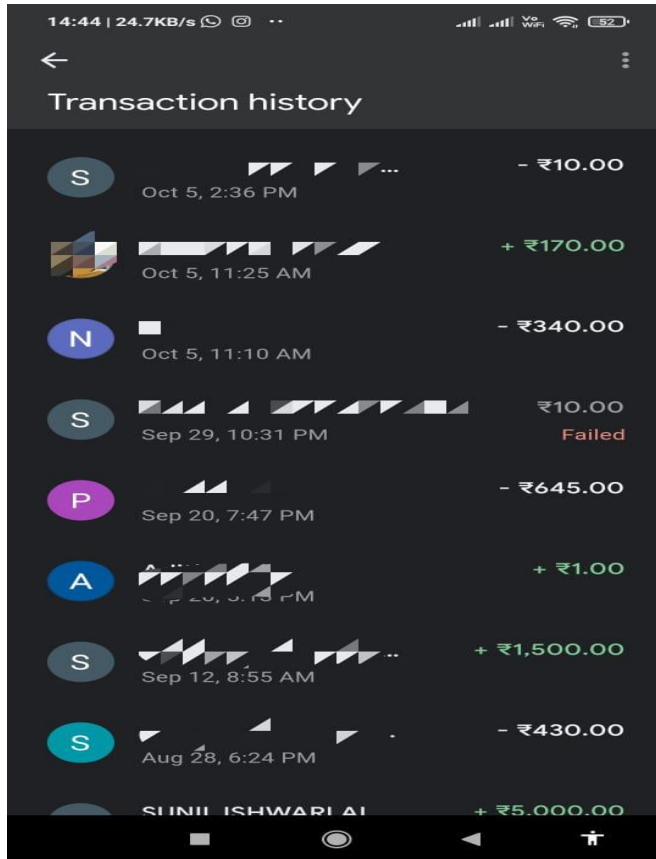 14:44 | 24.7KB/s
Vo WiFi 52
Transaction history
S - ₹10.00
Oct 5, 2:36 PM
+ ₹170.00
Oct 5, 11:25 AM
N - ₹340.00
Oct 5, 11:10 AM
S ₹10.00
Sep 29, 10:31 PM Failed
P - ₹645.00
Sep 20, 7:47 PM
A + ₹1.00
PM
S + ₹1,500.00
Sep 12, 8:55 AM
S - ₹430.00
Aug 28, 6:24 PM
+ ₹5,000.00